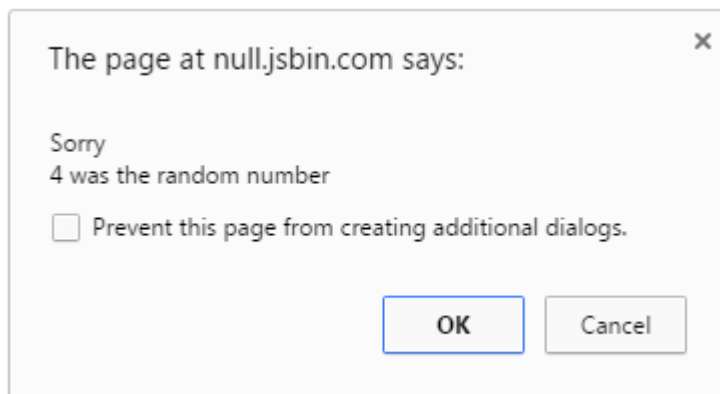 The page at null.jsbin.com says:
Sorry
4 was the random number
Prevent this page from creating additional dialogs.
OK
Cancel